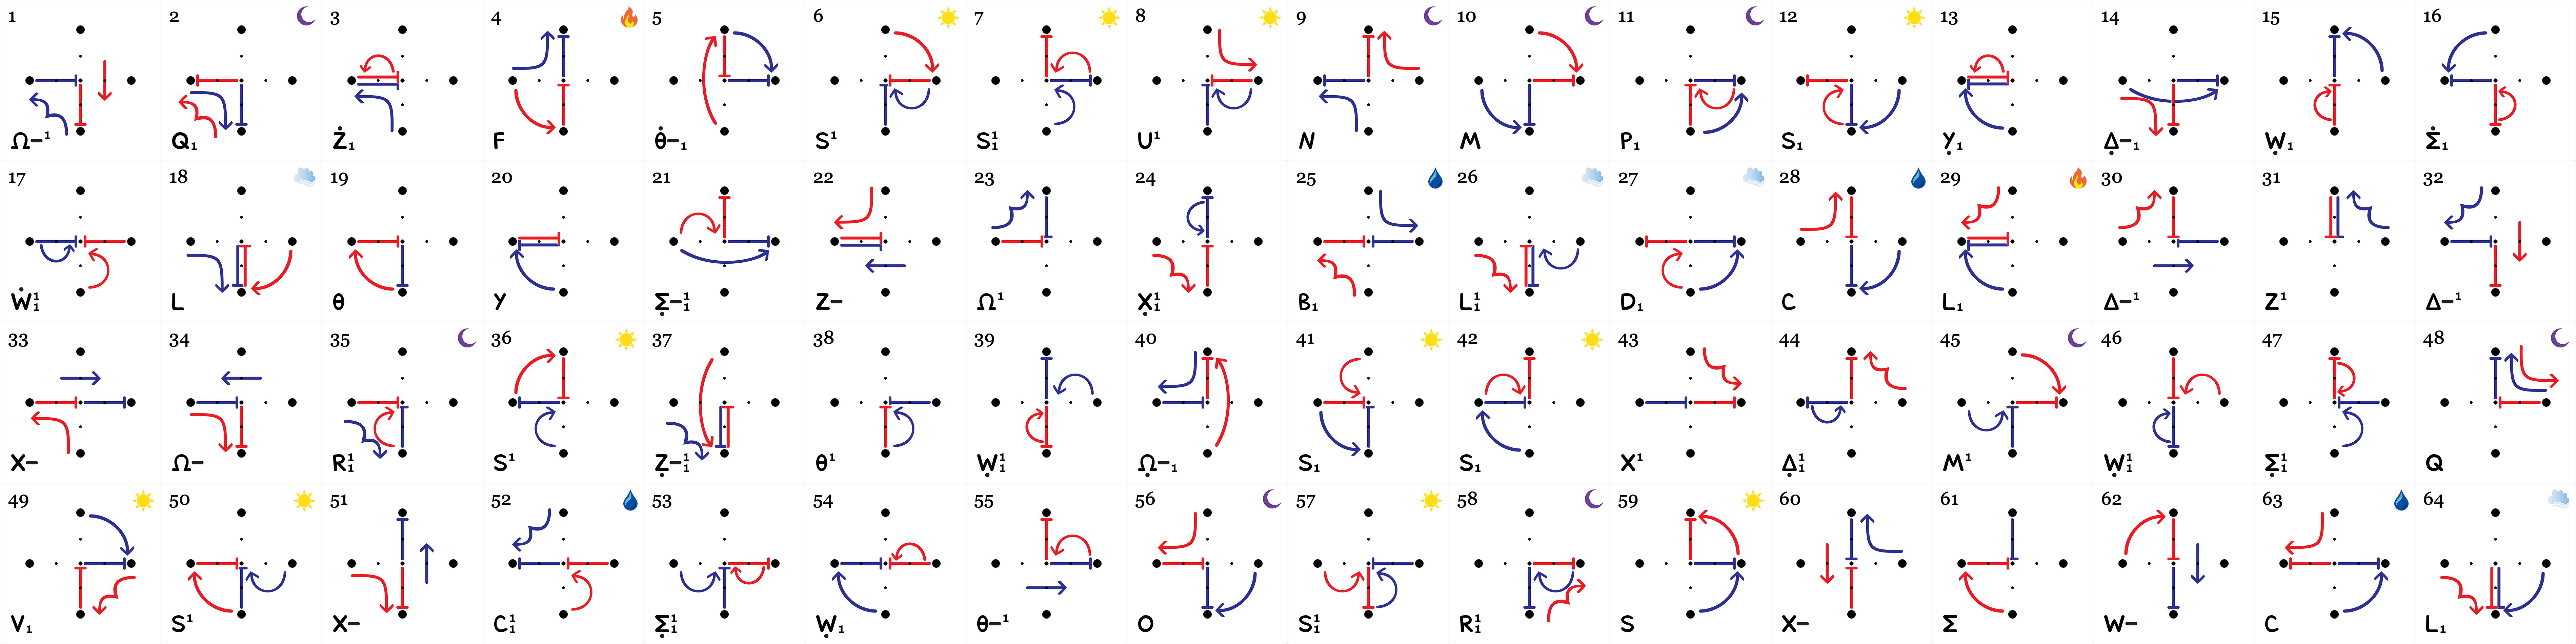 1 2 3 4 5 6 7 8 9 10 11 12 13 14 15 16
Ω-¹ Q₁ Ż₁ F θ̇-₁ S¹ S¹₁ U¹ N M P₁ S₁ Ỵ₁ Δ̣-₁ Ẉ₁ Σ̇₁
17 18 19 20 21 22 23 24 25 26 27 28 29 30 31 32
Ẇ¹₁ L θ Y Σ̣-¹₁ Z- Ω¹ Ẋ̣¹₁ B₁ L¹₁ D₁ C L₁ Δ-¹ Z¹ Δ-¹
33 34 35 36 37 38 39 40 41 42 43 44 45 46 47 48
X- Ω- R¹₁ S¹ Ẓ-¹₁ θ¹ Ẉ¹₁ Ω̣-₁ S₁ S₁ X¹ Δ̣¹₁ M¹ Ẉ¹₁ Σ̣¹₁ Q
49 50 51 52 53 54 55 56 57 58 59 60 61 62 63 64
V₁ S¹ X- C¹₁ Σ̣¹₁ Ẉ₁ θ-¹ O S¹₁ R¹₁ S X- Σ W- C L₁